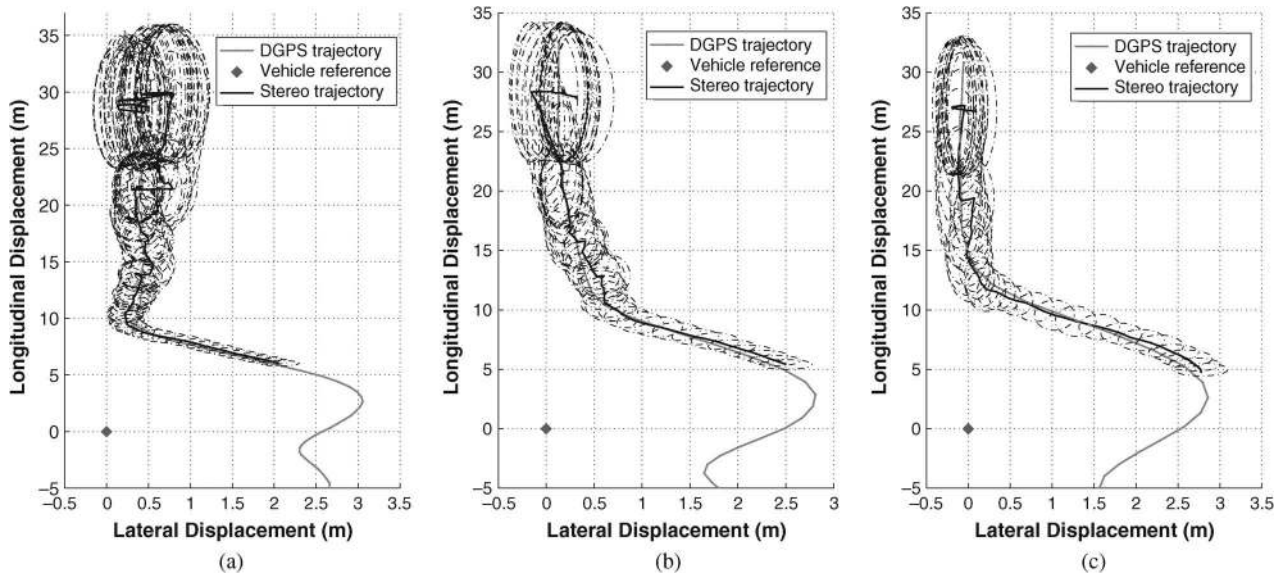 35
30
25
20
15
10
5
0
−5
−0.5 0 0.5 1 1.5 2 2.5 3 3.5
Longitudinal Displacement (m)
Lateral Displacement (m)
DGPS trajectory
Vehicle reference
Stereo trajectory
(a)
35
30
25
20
15
10
5
0
−5
−0.5 0 0.5 1 1.5 2 2.5 3
Longitudinal Displacement (m)
Lateral Displacement (m)
DGPS trajectory
Vehicle reference
Stereo trajectory
(b)
35
30
25
20
15
10
5
0
−5
−0.5 0 0.5 1 1.5 2 2.5 3 3.5
Longitudinal Displacement (m)
Lateral Displacement (m)
DGPS trajectory
Vehicle reference
Stereo trajectory
(c)